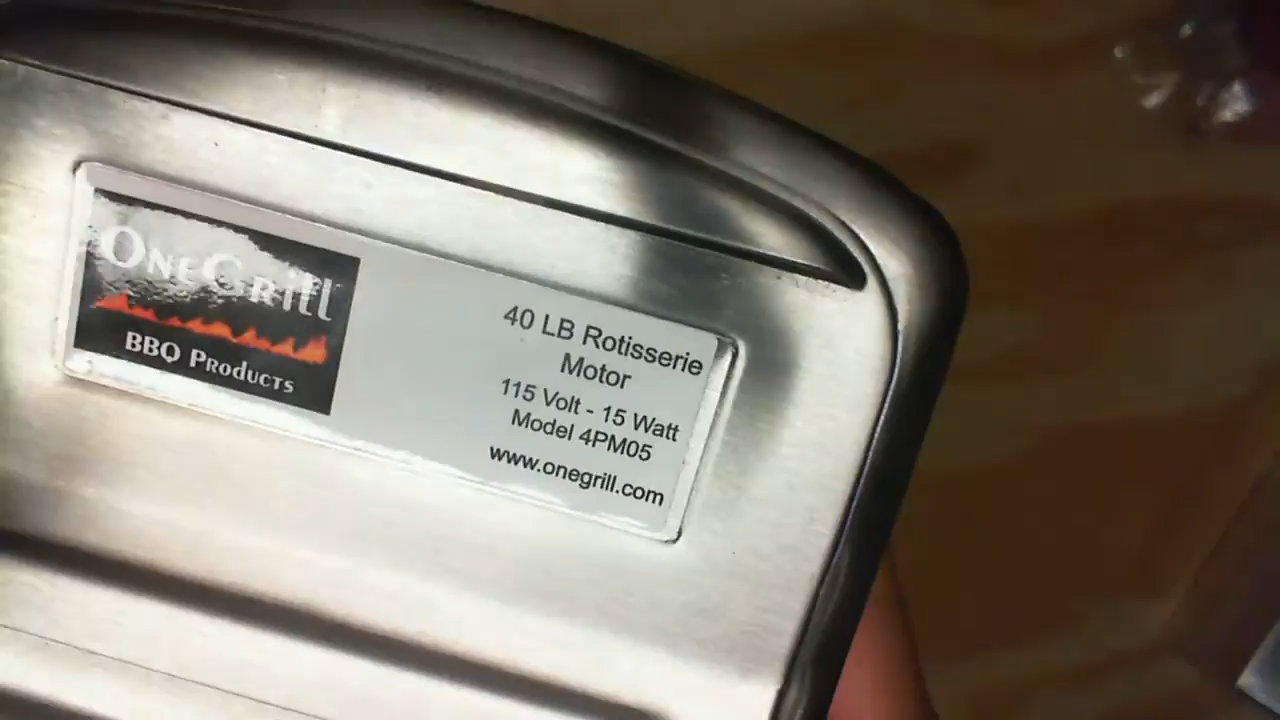 OneGrill
BBQ Products
40 LB Rotisserie
Motor
115 Volt - 15 Watt
Model 4PM05
www.onegrill.com